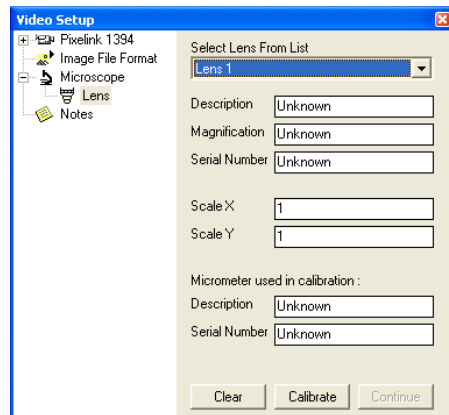 Video Setup
Pixelink 1394
Image File Format
Microscope
Lens
Notes
Select Lens From List
Lens 1
Description Unknown
Magnification Unknown
Serial Number Unknown
Scale X 1
Scale Y 1
Micrometer used in calibration :
Description Unknown
Serial Number Unknown
Clear Calibrate Continue